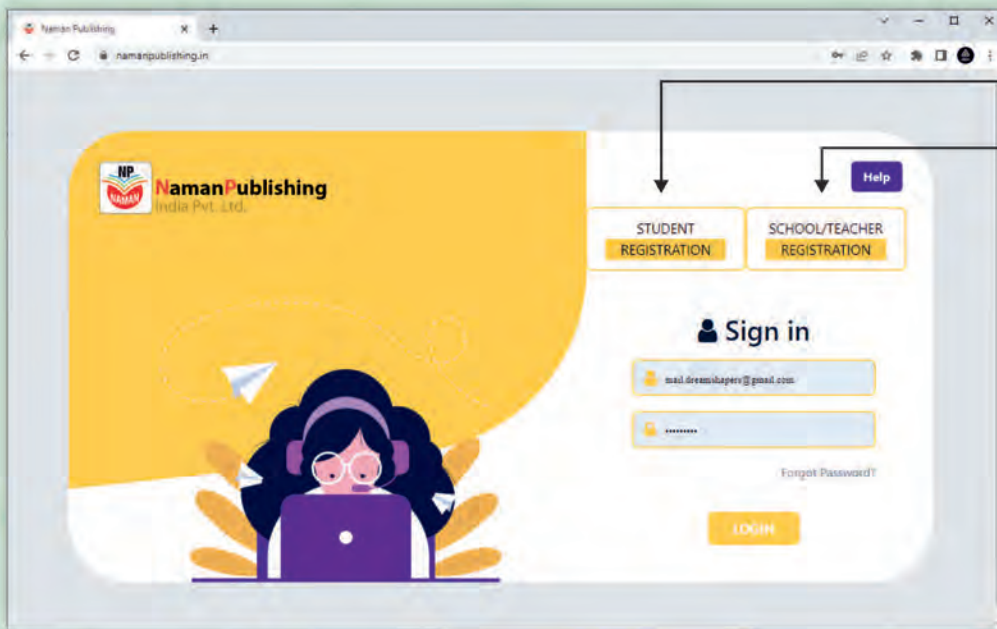 Naman Publishing
namanpublishing.in
NP
NAMAN
NamanPublishing
India Pvt. Ltd.
Help
STUDENT
REGISTRATION
SCHOOL/TEACHER
REGISTRATION
Sign in
mail.dreamshapers@gmail.com
Forgot Password?
LOGIN